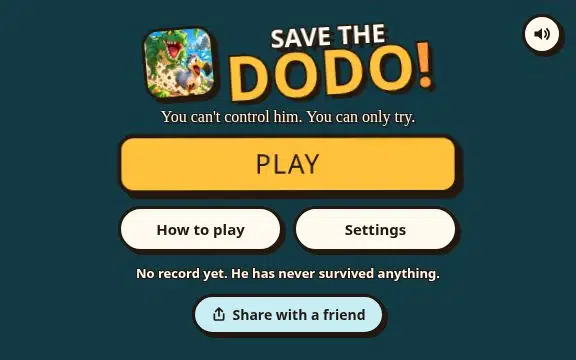 SAVE THE
DODO!
You can't control him. You can only try.
PLAY
How to play
Settings
No record yet. He has never survived anything.
Share with a friend